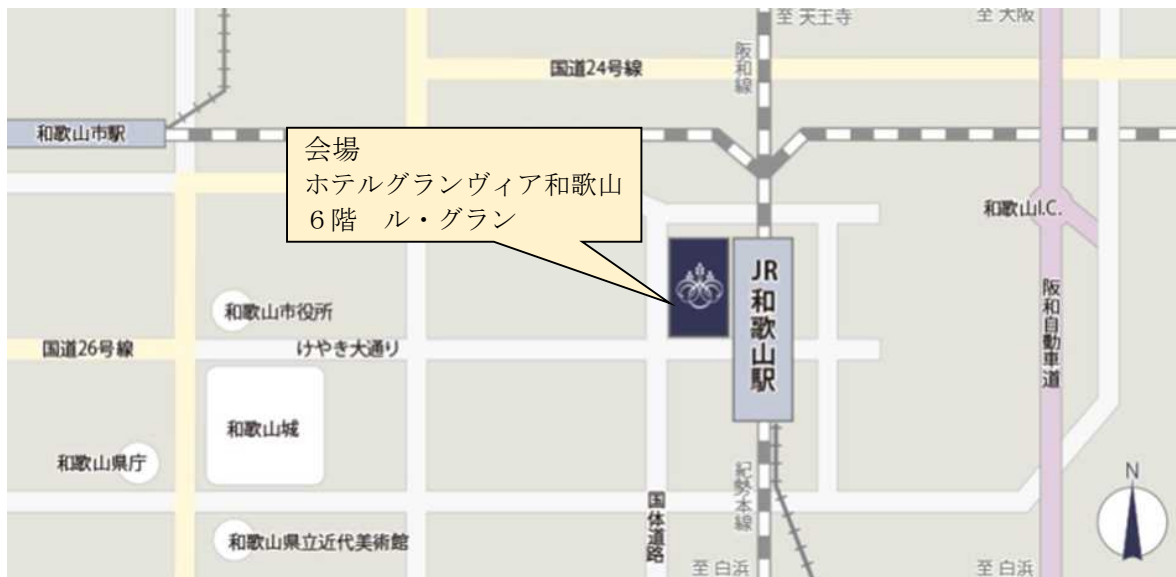 至 天王寺
至 大阪
阪和線
国道24号線
和歌山市駅
会場
ホテルグランヴィア和歌山
６階　ル・グラン
和歌山I.C.
JR和歌山駅
阪和自動車道
和歌山市役所
国道26号線
けやき大通り
和歌山城
和歌山県庁
紀勢本線
国体道路
N
和歌山県立近代美術館
至 白浜
至 白浜